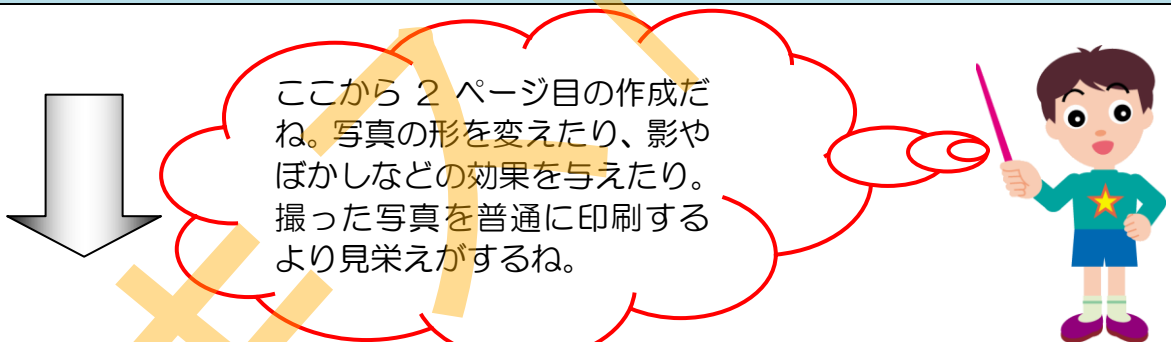 ここから 2 ページ目の作成だ
ね。写真の形を変えたり、影や
ぼかしなどの効果を与えたり。
撮った写真を普通に印刷する
より見栄えがするね。